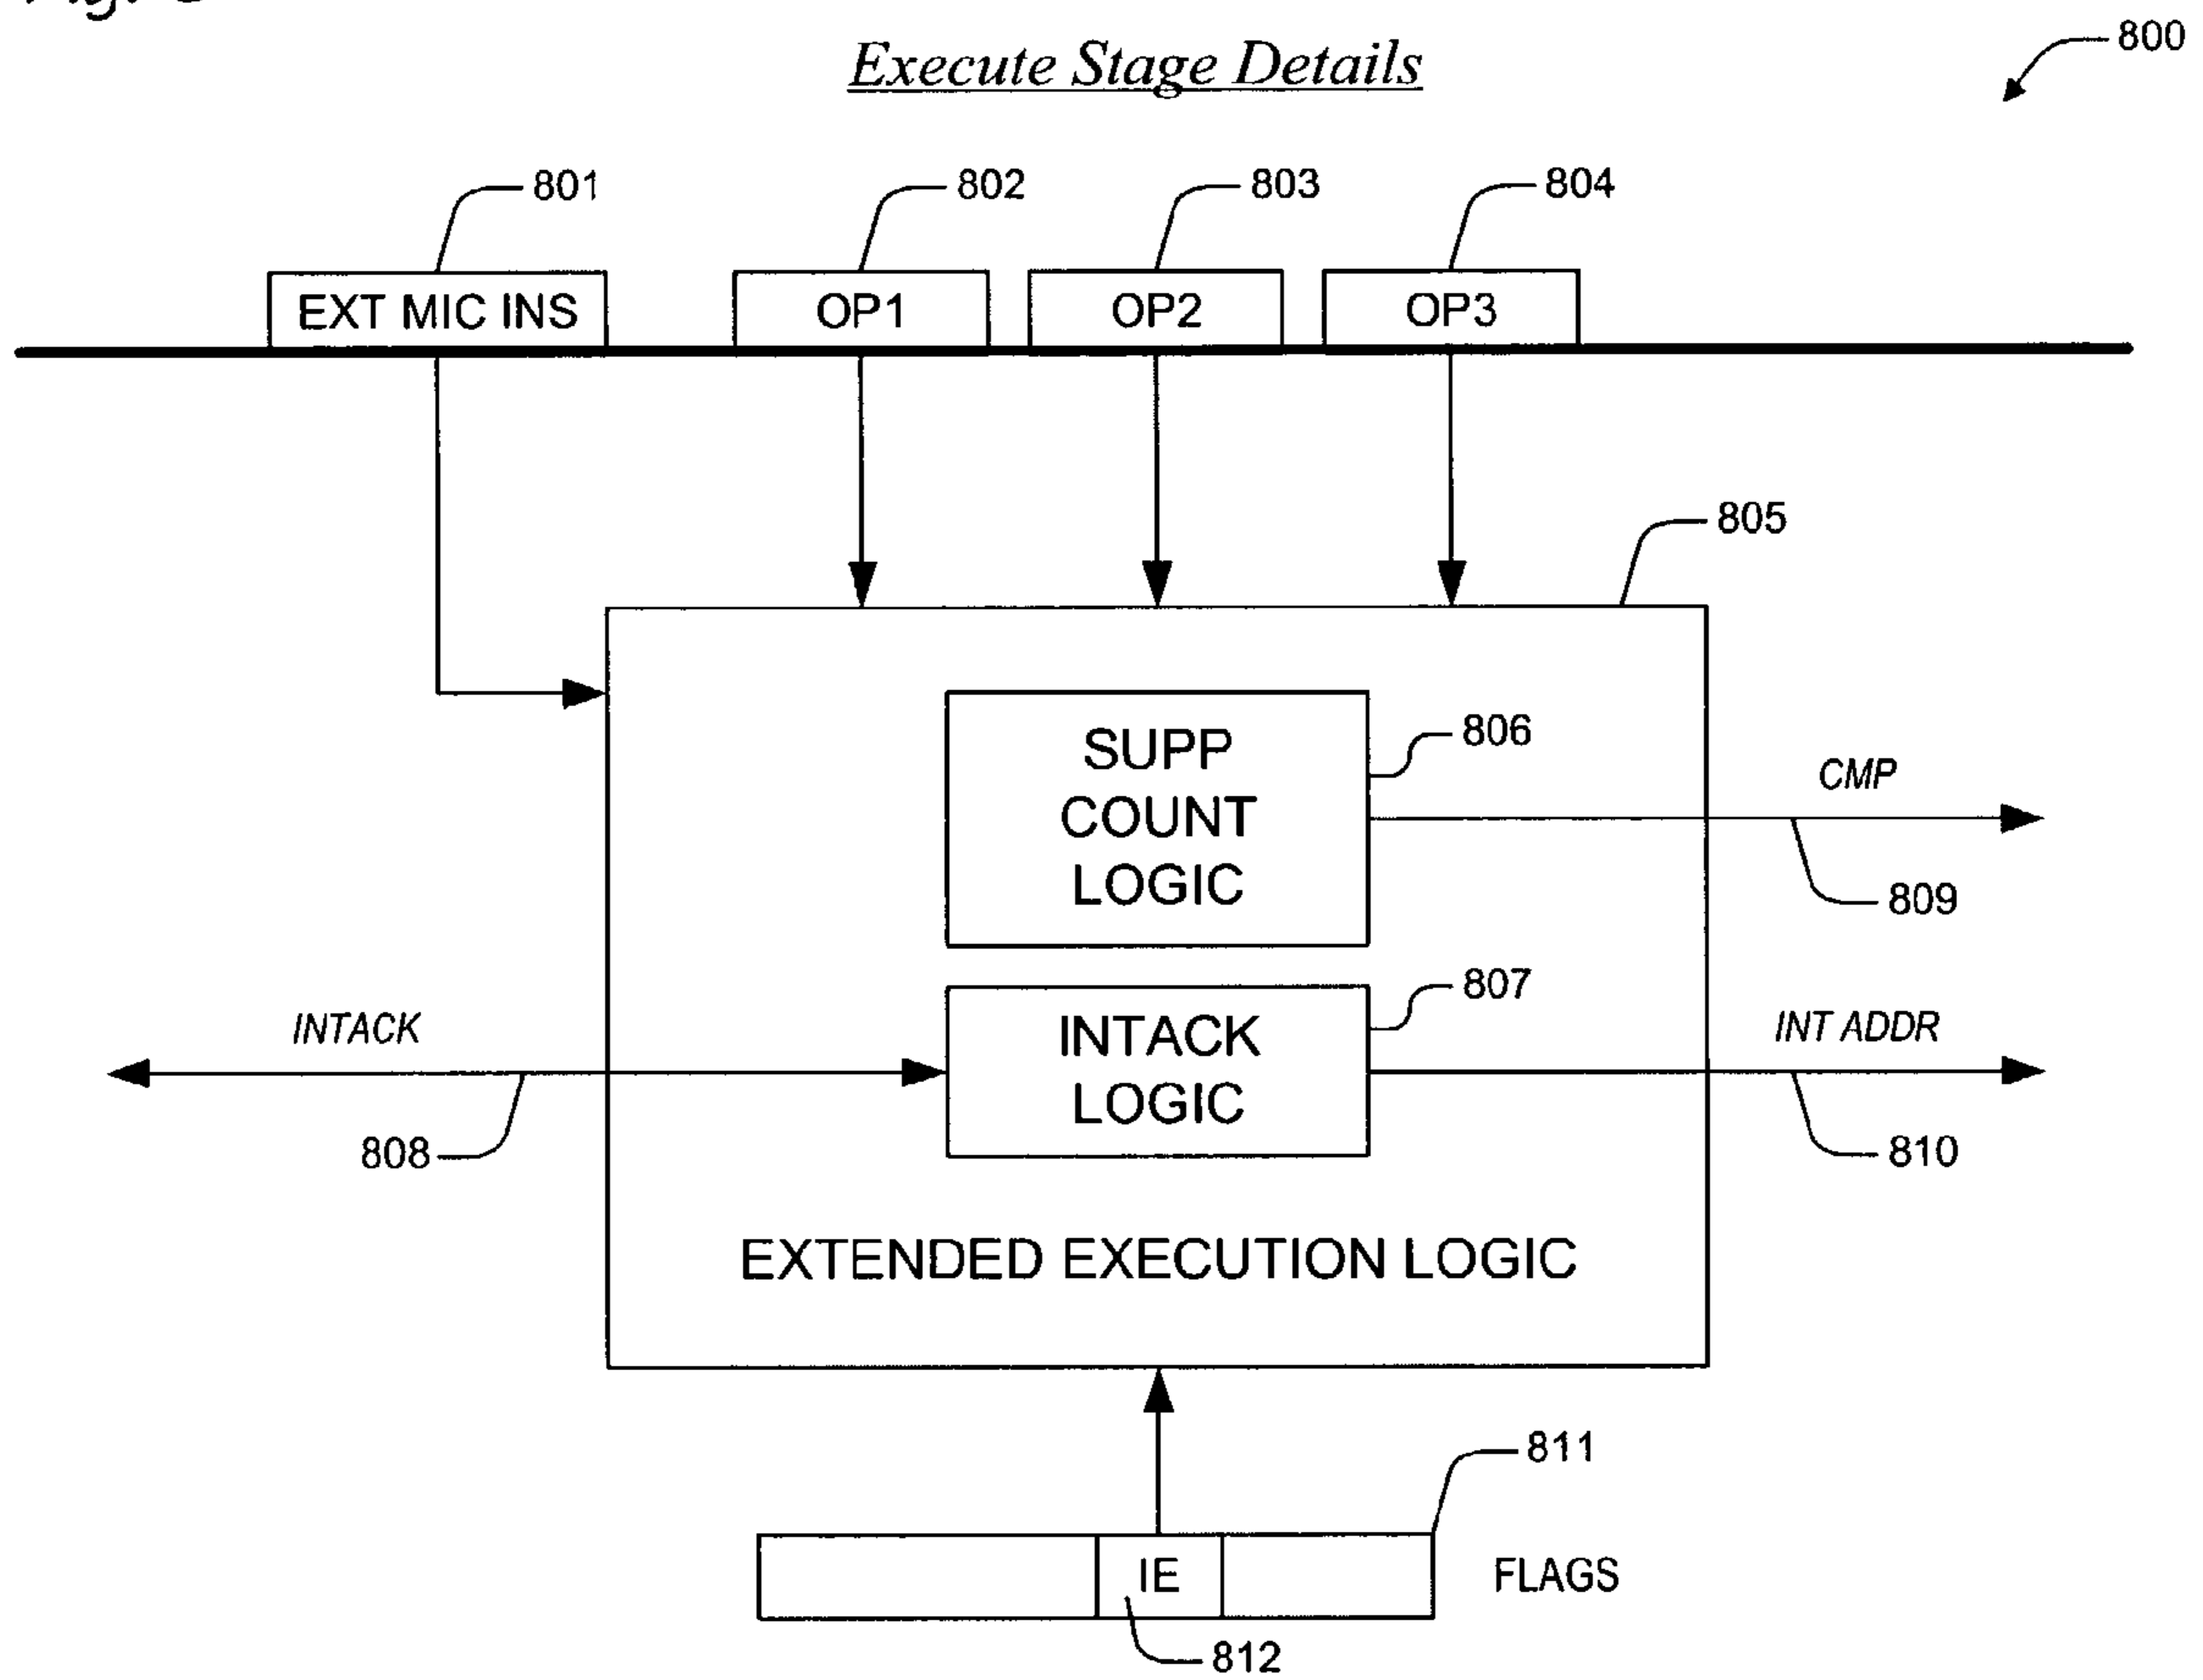 Execute Stage Details
800
801
802
803
804
EXT MIC INS
OP1
OP2
OP3
805
SUPP
COUNT
LOGIC
806
CMP
809
INTACK
808
INTACK
LOGIC
807
INT ADDR
810
EXTENDED EXECUTION LOGIC
811
IE
FLAGS
812